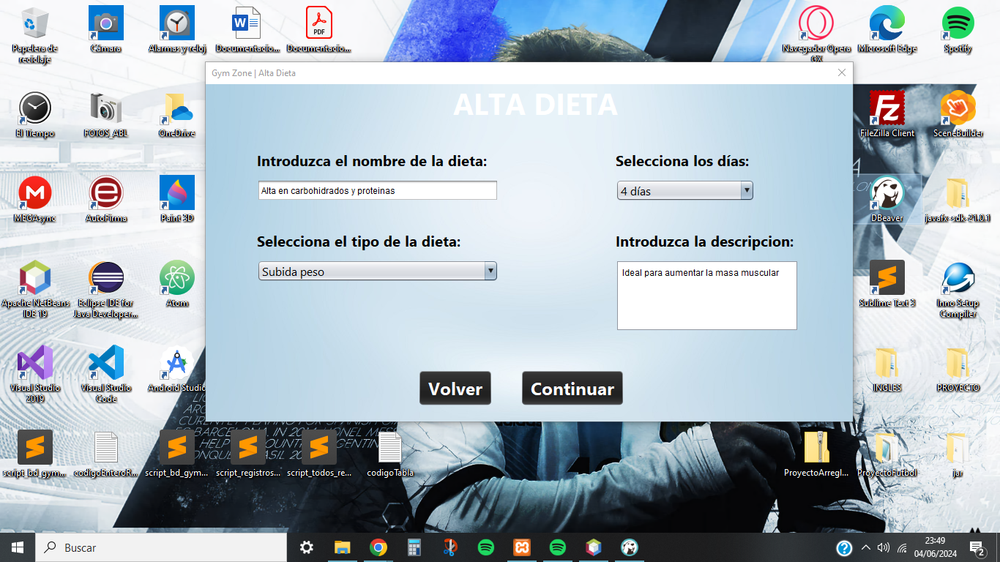 Papelera de
reciclaje
Cámara
Alarmas y reloj
Documentacio...
PDF
Documentacio...
Navegador Opera
GX
Microsoft Edge
Spotify
Gym Zone | Alta Dieta
ALTA DIETA
El Tiempo
FOTOS_ABL
OneDrive
FileZilla Client
SceneBuilder
Introduzca el nombre de la dieta:
Selecciona los días:
Alta en carbohidrados y proteinas
4 días
MEGAsync
AutoFirma
Paint 3D
DBeaver
javafx-sdk-21.0.1
Selecciona el tipo de la dieta:
Introduzca la descripcion:
Subida peso
Ideal para aumentar la masa muscular
Apache NetBeans
IDE 19
Eclipse IDE for
Java Developer...
Atom
Sublime Text 3
Inno Setup
Compiler
Visual Studio
2019
Visual Studio
Code
Android Studio
INGLES
PROYECTO
Volver
Continuar
script_bd_gym...
codigoEnteroR...
script_bd_gym...
script_registros...
script_todos_re...
codigoTabla
ProyectoArregl...
ProyectoFutbol
jar
Buscar
23:49
04/06/2024
2